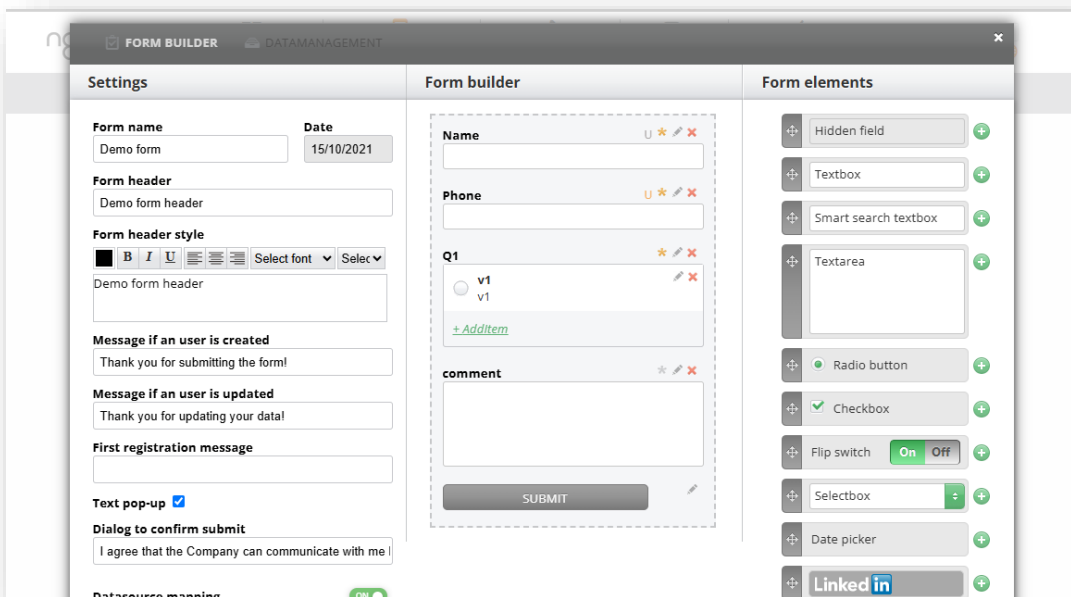 FORM BUILDER
DATAMANAGEMENT
Settings
Form name
Date
Demo form
15/10/2021
Form header
Demo form header
Form header style
B I U Select font
Demo form header
Message if an user is created
Thank you for submitting the form!
Message if an user is updated
Thank you for updating your data!
First registration message
Text pop-up
Dialog to confirm submit
I agree that the Company can communicate with me
Datasource mapping
ON
Form builder
Name
U
Phone
U
Q1
v1
v1
+ AddItem
comment
SUBMIT
Form elements
Hidden field
Textbox
Smart search textbox
Textarea
Radio button
Checkbox
Flip switch On Off
Selectbox
Date picker
Linked in